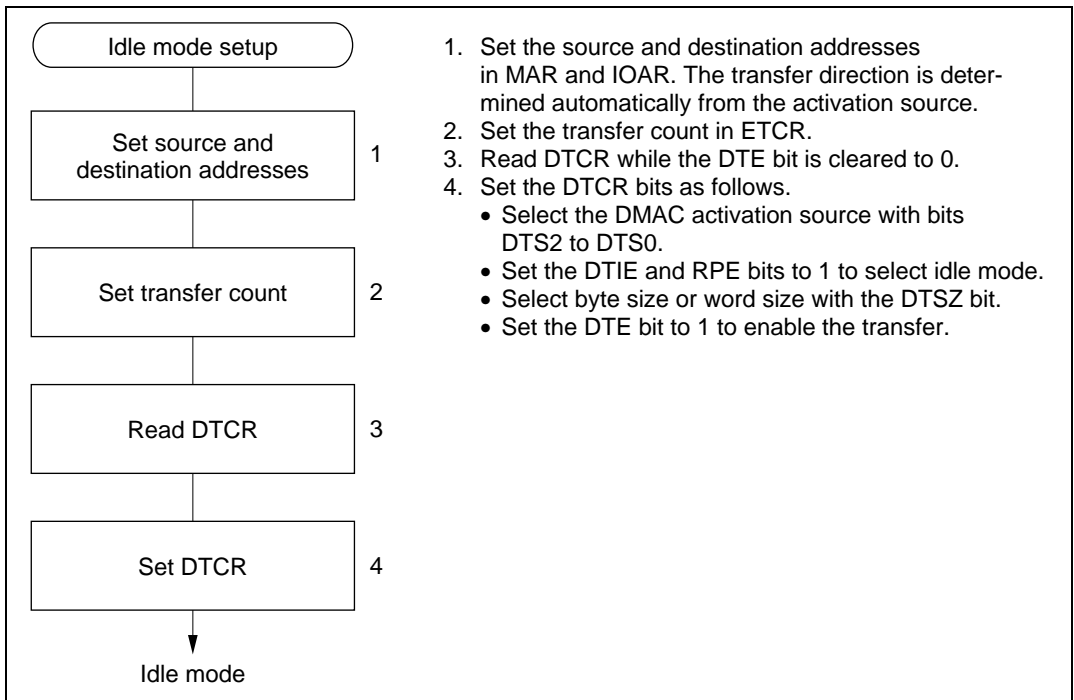 Idle mode setup
Set source and
destination addresses
1
Set transfer count
2
Read DTCR
3
Set DTCR
4
Idle mode
1. Set the source and destination addresses
in MAR and IOAR. The transfer direction is deter-
mined automatically from the activation source.
2. Set the transfer count in ETCR.
3. Read DTCR while the DTE bit is cleared to 0.
4. Set the DTCR bits as follows.
• Select the DMAC activation source with bits
DTS2 to DTS0.
• Set the DTIE and RPE bits to 1 to select idle mode.
• Select byte size or word size with the DTSZ bit.
• Set the DTE bit to 1 to enable the transfer.